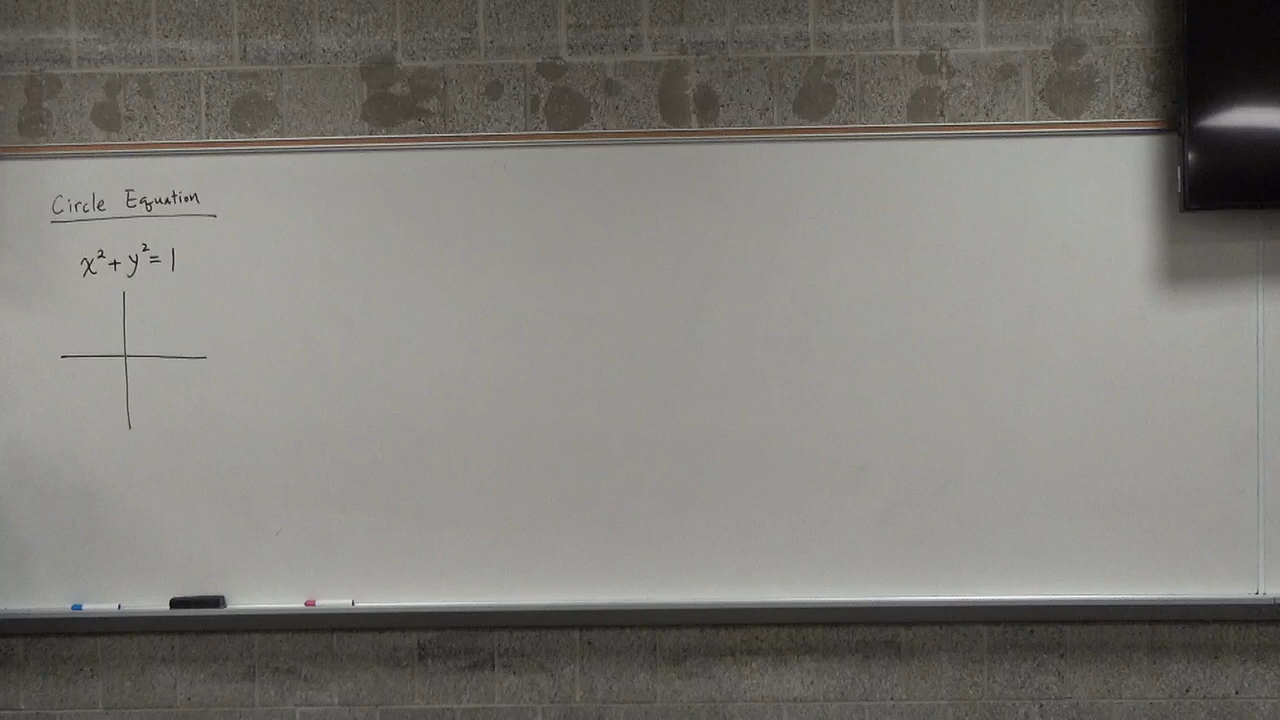 Circle Equation
x² + y² = 1